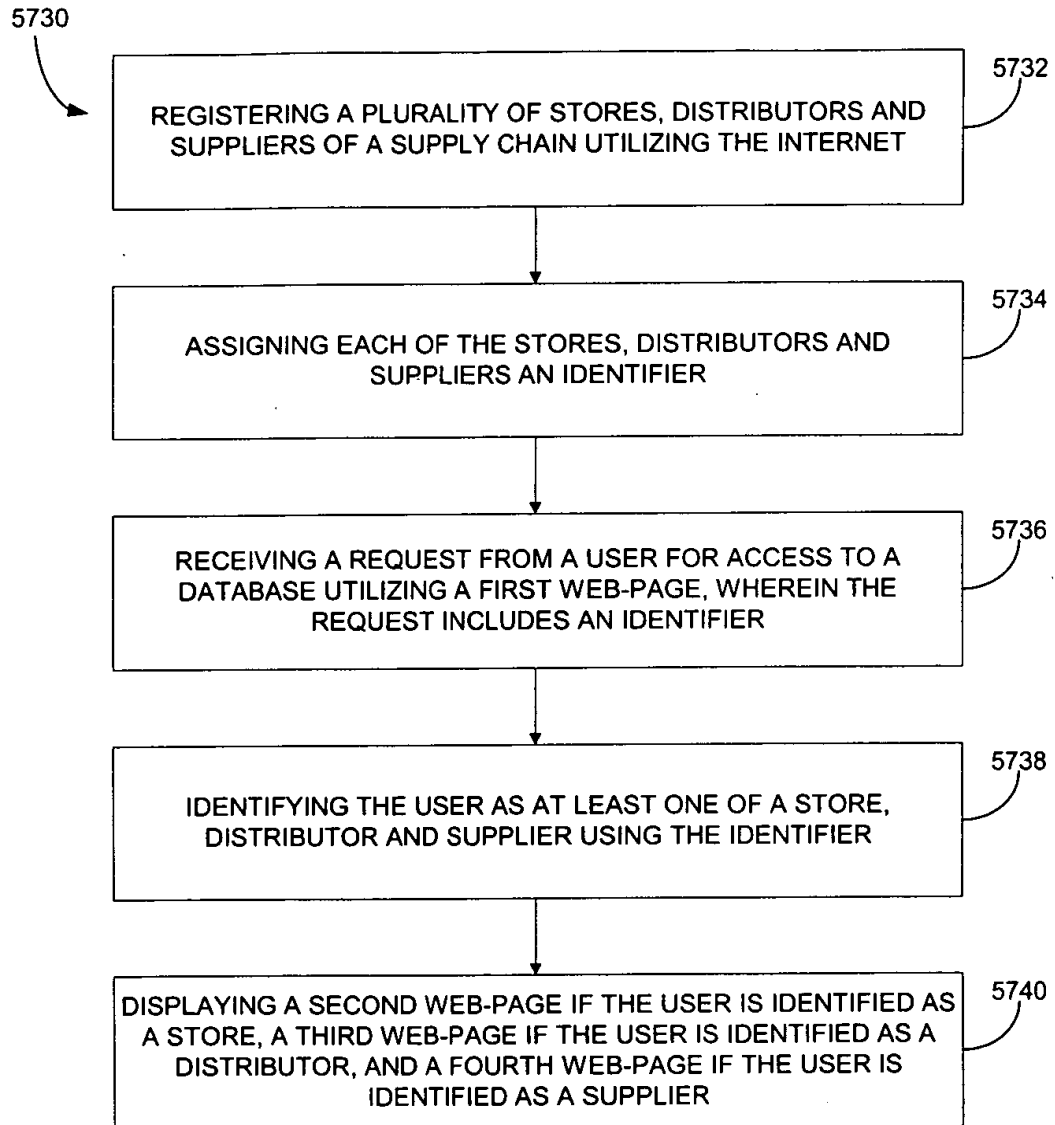 5730
5732
REGISTERING A PLURALITY OF STORES, DISTRIBUTORS AND
SUPPLIERS OF A SUPPLY CHAIN UTILIZING THE INTERNET
5734
ASSIGNING EACH OF THE STORES, DISTRIBUTORS AND
SUPPLIERS AN IDENTIFIER
5736
RECEIVING A REQUEST FROM A USER FOR ACCESS TO A
DATABASE UTILIZING A FIRST WEB-PAGE, WHEREIN THE
REQUEST INCLUDES AN IDENTIFIER
5738
IDENTIFYING THE USER AS AT LEAST ONE OF A STORE,
DISTRIBUTOR AND SUPPLIER USING THE IDENTIFIER
5740
DISPLAYING A SECOND WEB-PAGE IF THE USER IS IDENTIFIED AS
A STORE, A THIRD WEB-PAGE IF THE USER IS IDENTIFIED AS A
DISTRIBUTOR, AND A FOURTH WEB-PAGE IF THE USER IS
IDENTIFIED AS A SUPPLIER